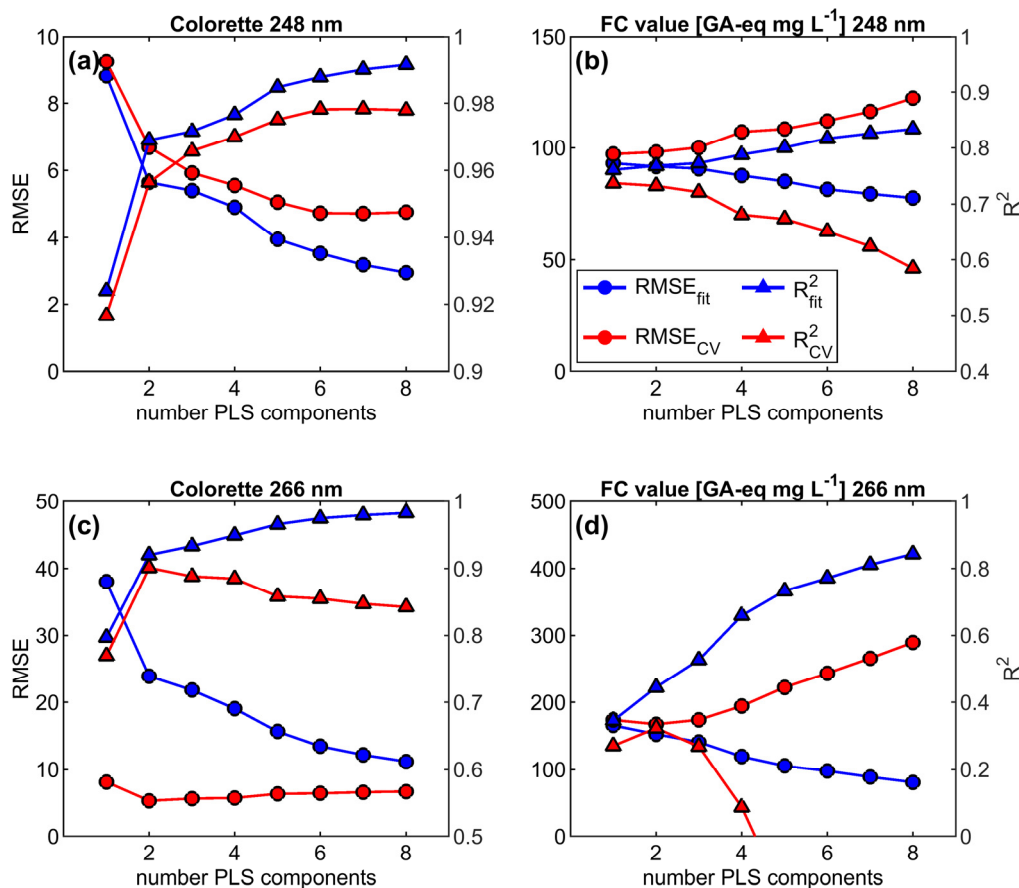 Colorette 248 nm
(a)
10
8
6
4
2
0
RMSE
1
0.98
0.96
0.94
0.92
0.9
2 4 6 8
number PLS components
FC value [GA-eq mg L⁻¹] 248 nm
(b)
150
100
50
0
1
0.9
0.8
0.7
0.6
0.5
0.4
R²
RMSE_fit R²_fit
RMSE_CV R²_CV
2 4 6 8
number PLS components
Colorette 266 nm
(c)
50
40
30
20
10
0
RMSE
1
0.9
0.8
0.7
0.6
0.5
2 4 6 8
number PLS components
FC value [GA-eq mg L⁻¹] 266 nm
(d)
500
400
300
200
100
0
1
0.8
0.6
0.4
0.2
0
R²
2 4 6 8
number PLS components